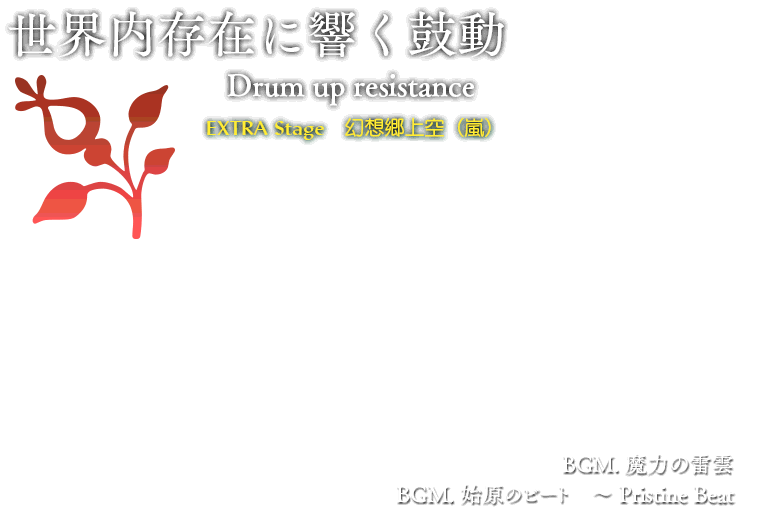 世界内存在に響く鼓動
Drum up resistance
EXTRA Stage　幻想郷上空（嵐）
BGM. 魔力の雷雲
BGM. 始原のビート　～ Pristine Beat